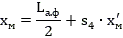 xм = Lаф/2 + s₄ · x′м